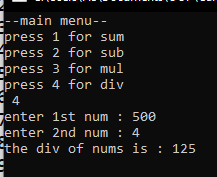 --main menu--
press 1 for sum
press 2 for sub
press 3 for mul
press 4 for div
4
enter 1st num : 500
enter 2nd num : 4
the div of nums is : 125